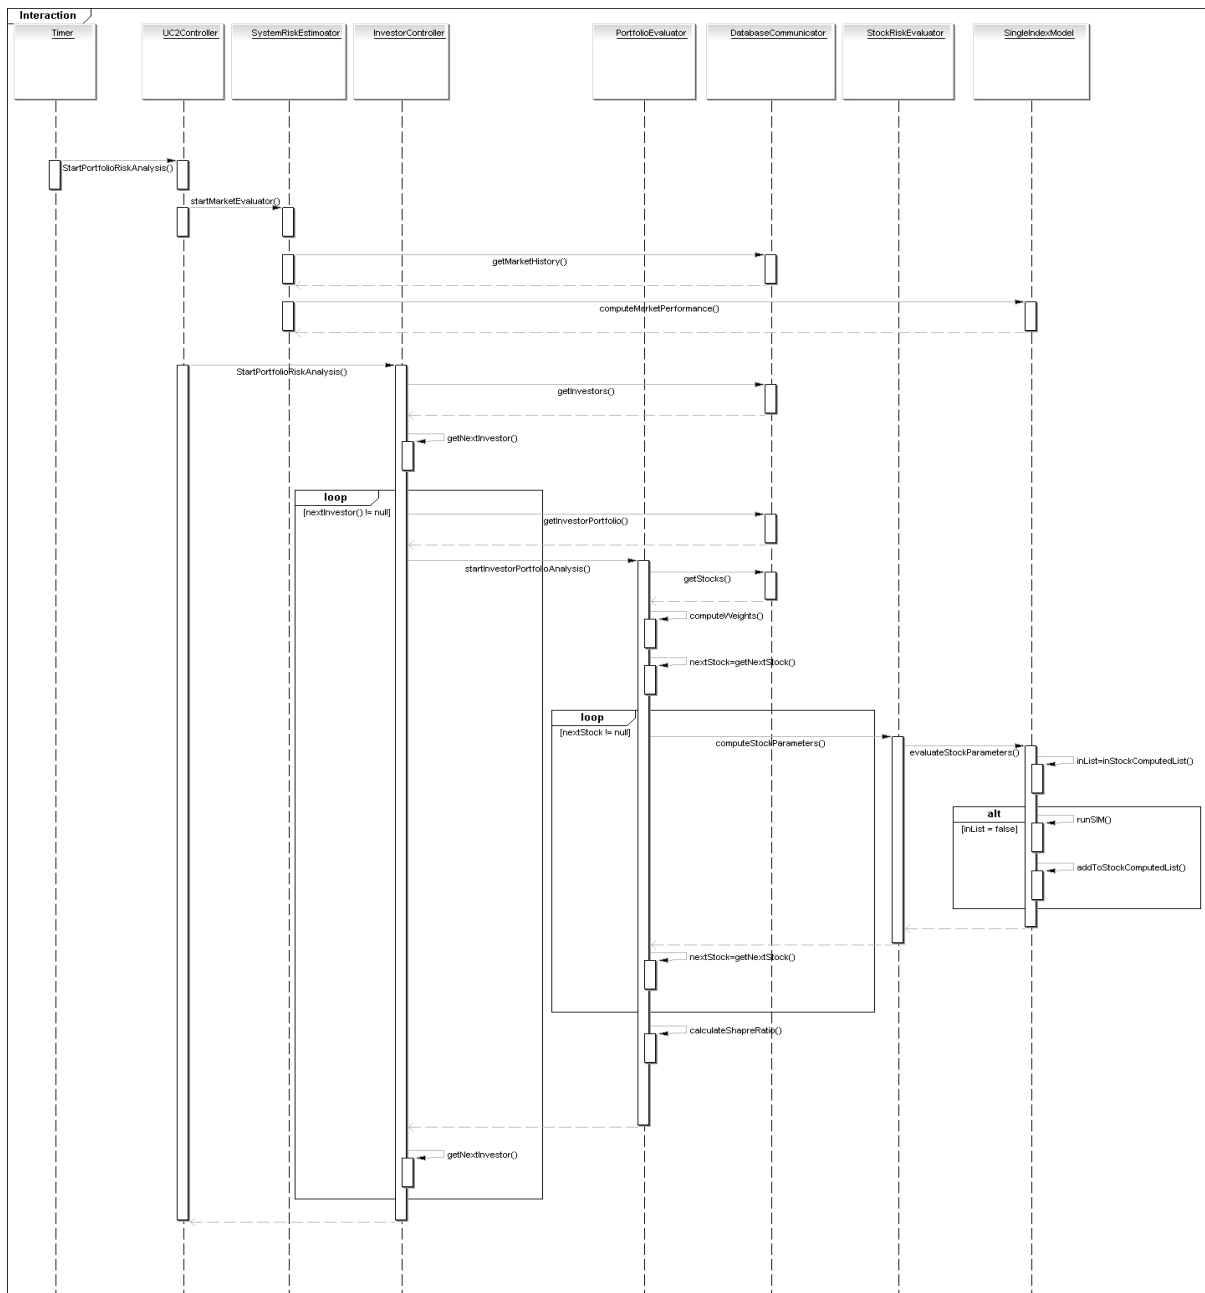 Interaction
Timer
UC2Controller
SystemRiskEstimoator
InvestorController
PortfolioEvaluator
DatabaseCommunicator
StockRiskEvaluator
SingleIndexModel
StartPortfolioRiskAnalysis()
startMarketEvaluator()
getMarketHistory()
computeMarketPerformance()
StartPortfolioRiskAnalysis()
getInvestors()
getNextInvestor()
loop
[nextInvestor() != null]
getInvestorPortfolio()
startInvestorPortfolioAnalysis()
getStocks()
computeWeights()
nextStock=getNextStock()
loop
[nextStock != null]
computeStockParameters()
evaluateStockParameters()
inList=inStockComputedList()
alt
[inList = false]
runSIM()
addToStockComputedList()
nextStock=getNextStock()
calculateShapreRatio()
getNextInvestor()